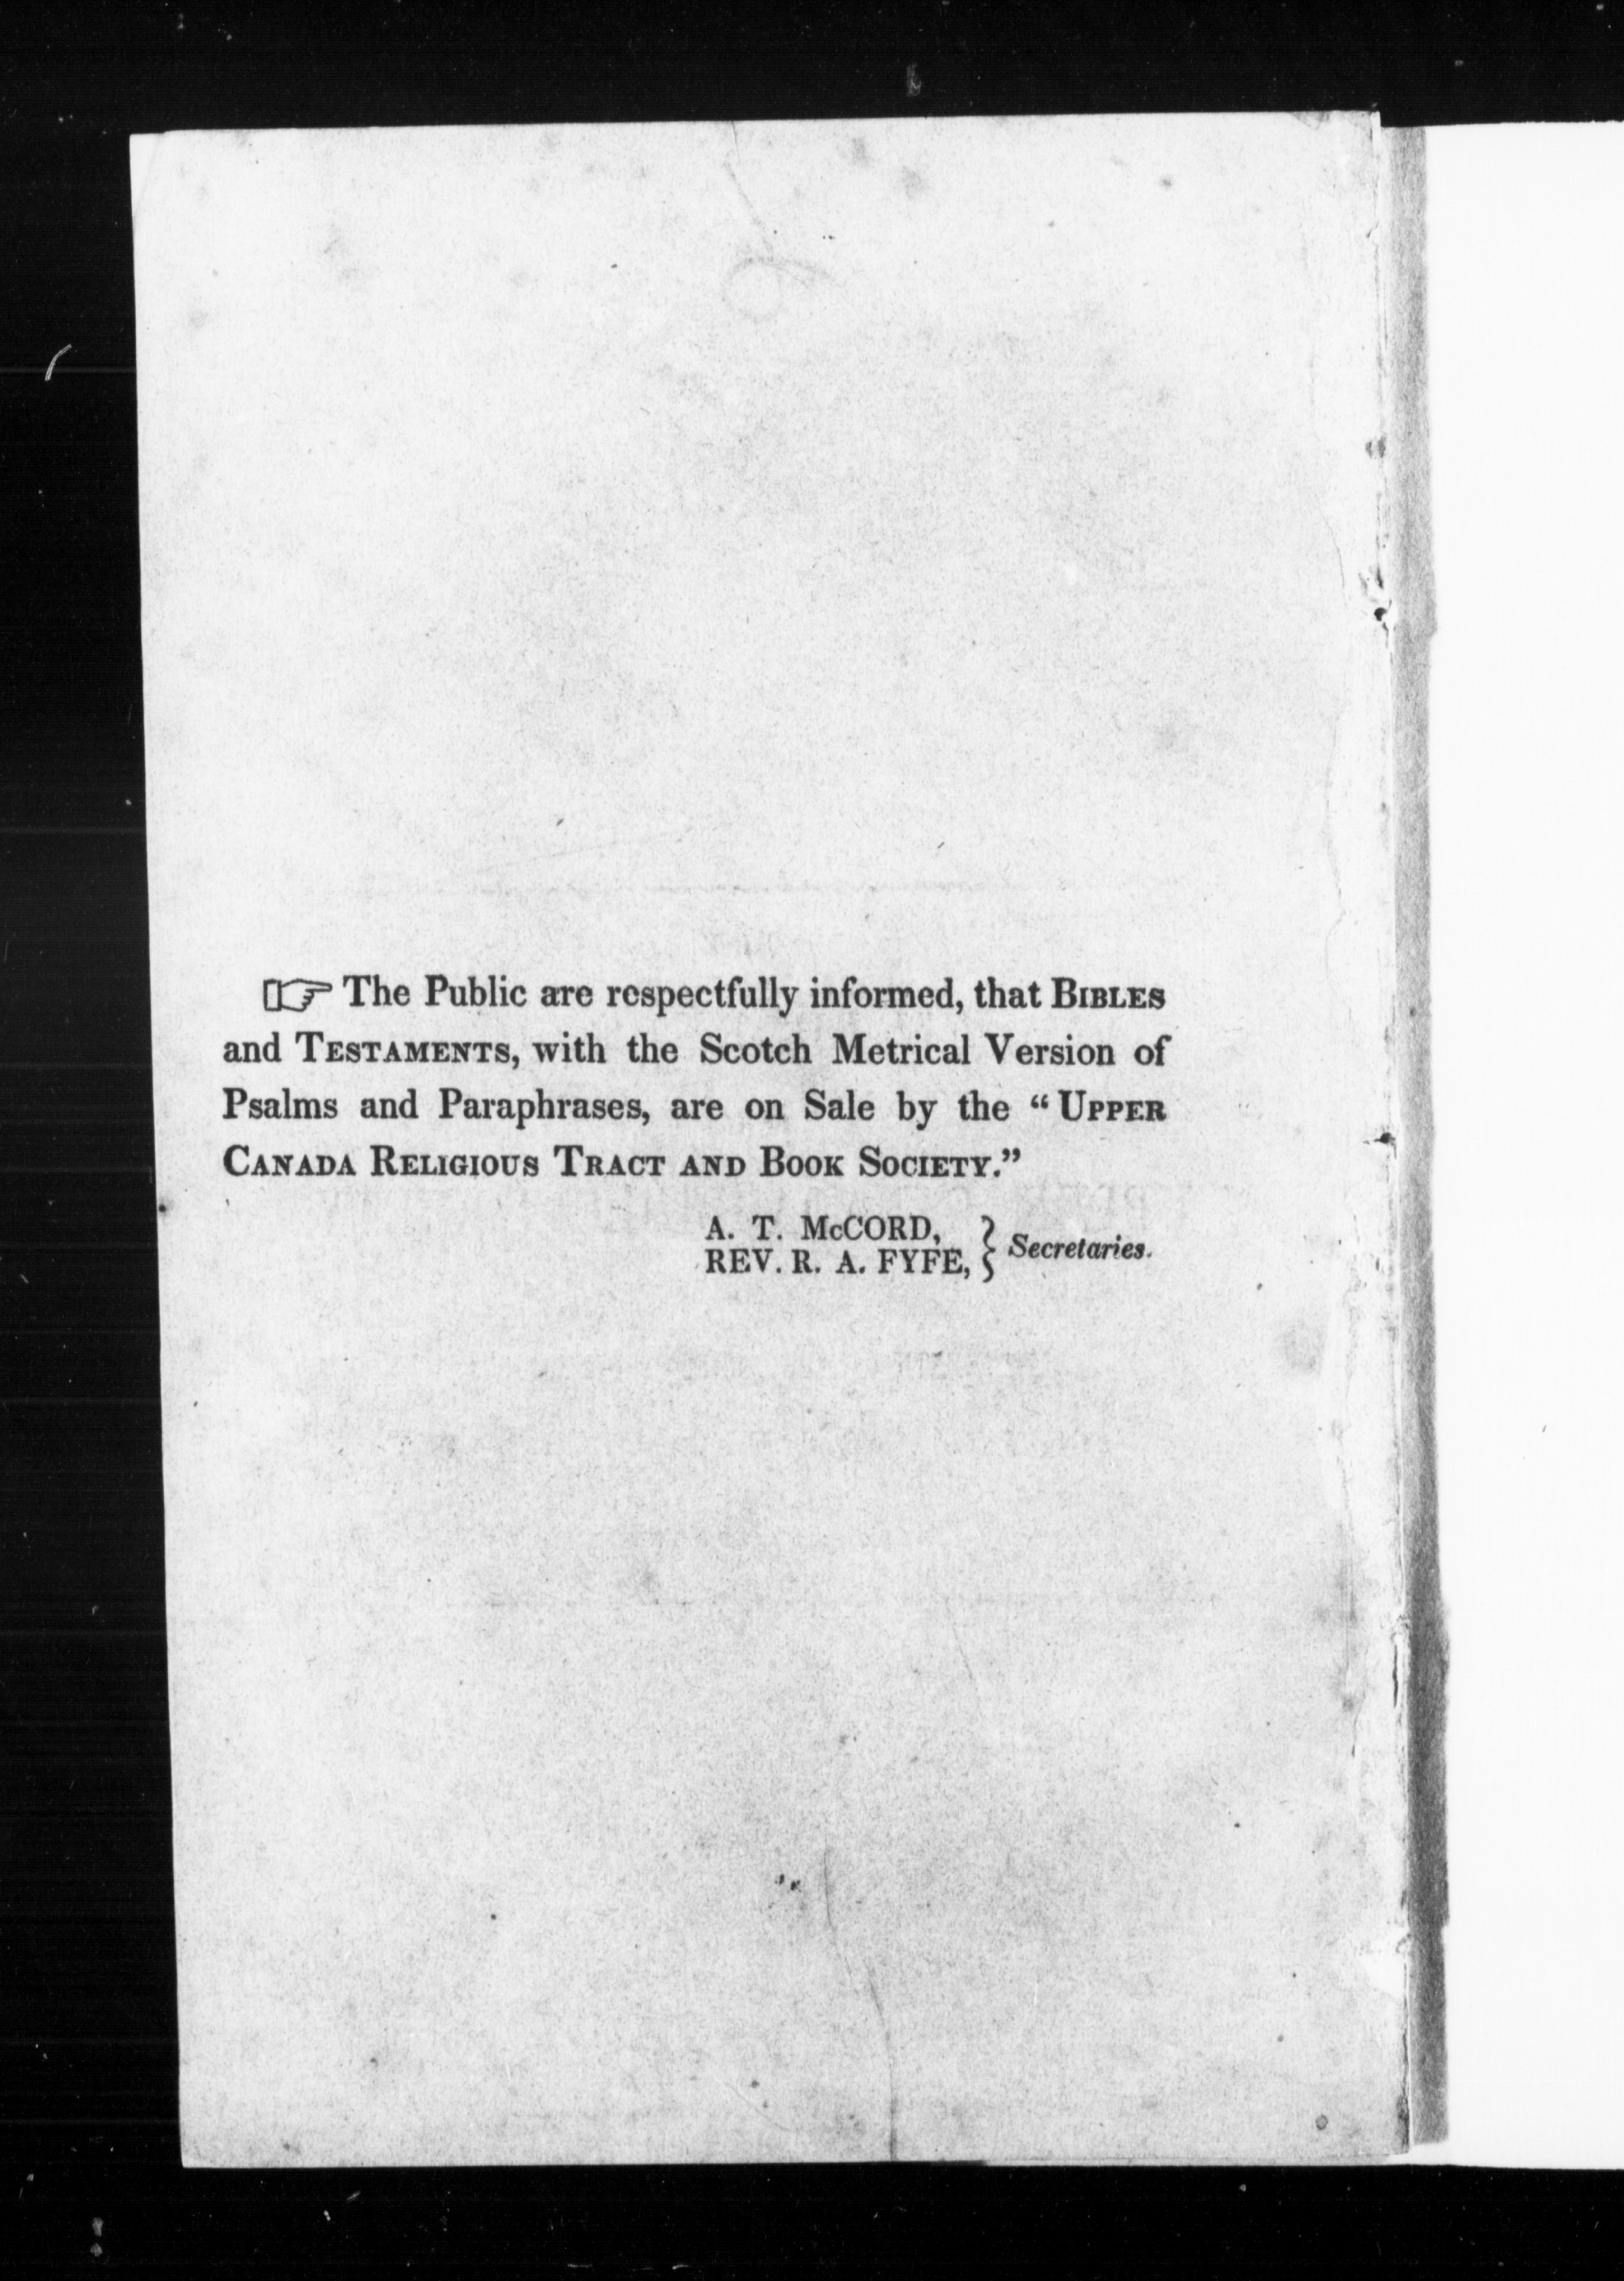 ☞ The Public are respectfully informed, that BIBLES
and TESTAMENTS, with the Scotch Metrical Version of
Psalms and Paraphrases, are on Sale by the “UPPER
CANADA RELIGIOUS TRACT AND BOOK SOCIETY.”
A. T. McCORD,
REV. R. A. FYFE, } Secretaries.